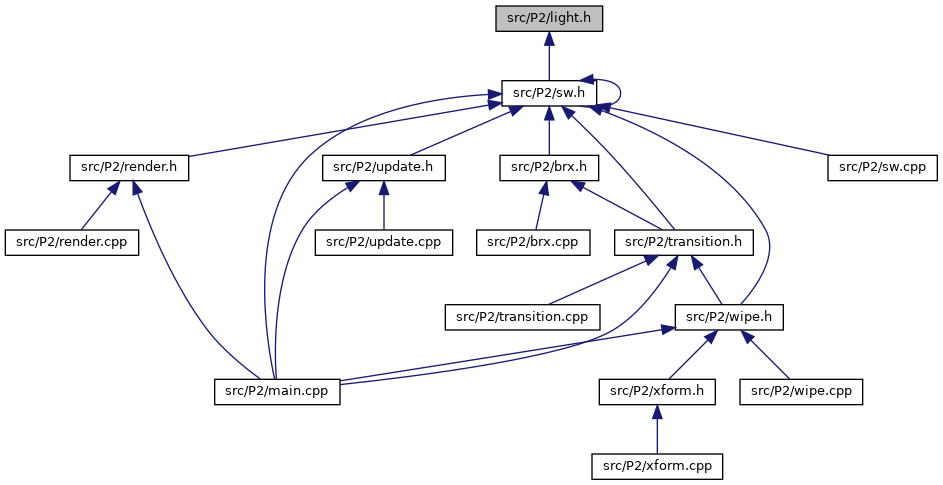 src/P2/light.h
src/P2/sw.h
src/P2/render.h
src/P2/update.h
src/P2/brx.h
src/P2/sw.cpp
src/P2/render.cpp
src/P2/update.cpp
src/P2/brx.cpp
src/P2/transition.h
src/P2/transition.cpp
src/P2/wipe.h
src/P2/main.cpp
src/P2/xform.h
src/P2/wipe.cpp
src/P2/xform.cpp